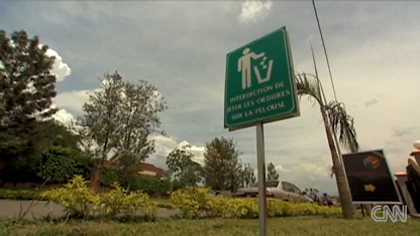 INTERDICTION DE
JETER LES ORDURES
SUR LA PELOUSE
CNN